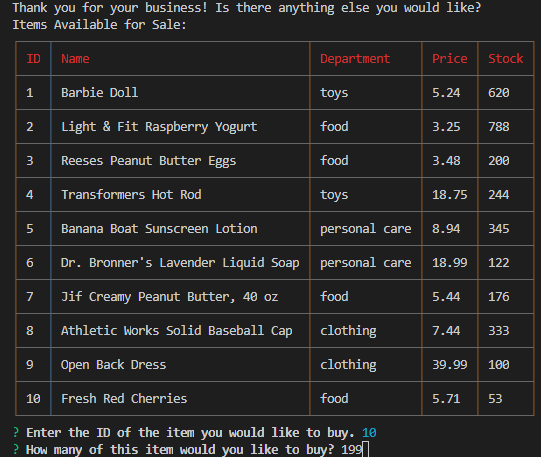 Thank you for your business! Is there anything else you would like?
Items Available for Sale:
ID Name Department Price Stock
1 Barbie Doll toys 5.24 620
2 Light & Fit Raspberry Yogurt food 3.25 788
3 Reeses Peanut Butter Eggs food 3.48 200
4 Transformers Hot Rod toys 18.75 244
5 Banana Boat Sunscreen Lotion personal care 8.94 345
6 Dr. Bronner's Lavender Liquid Soap personal care 18.99 122
7 Jif Creamy Peanut Butter, 40 oz food 5.44 176
8 Athletic Works Solid Baseball Cap clothing 7.44 333
9 Open Back Dress clothing 39.99 100
10 Fresh Red Cherries food 5.71 53
? Enter the ID of the item you would like to buy. 10
? How many of this item would you like to buy? 199